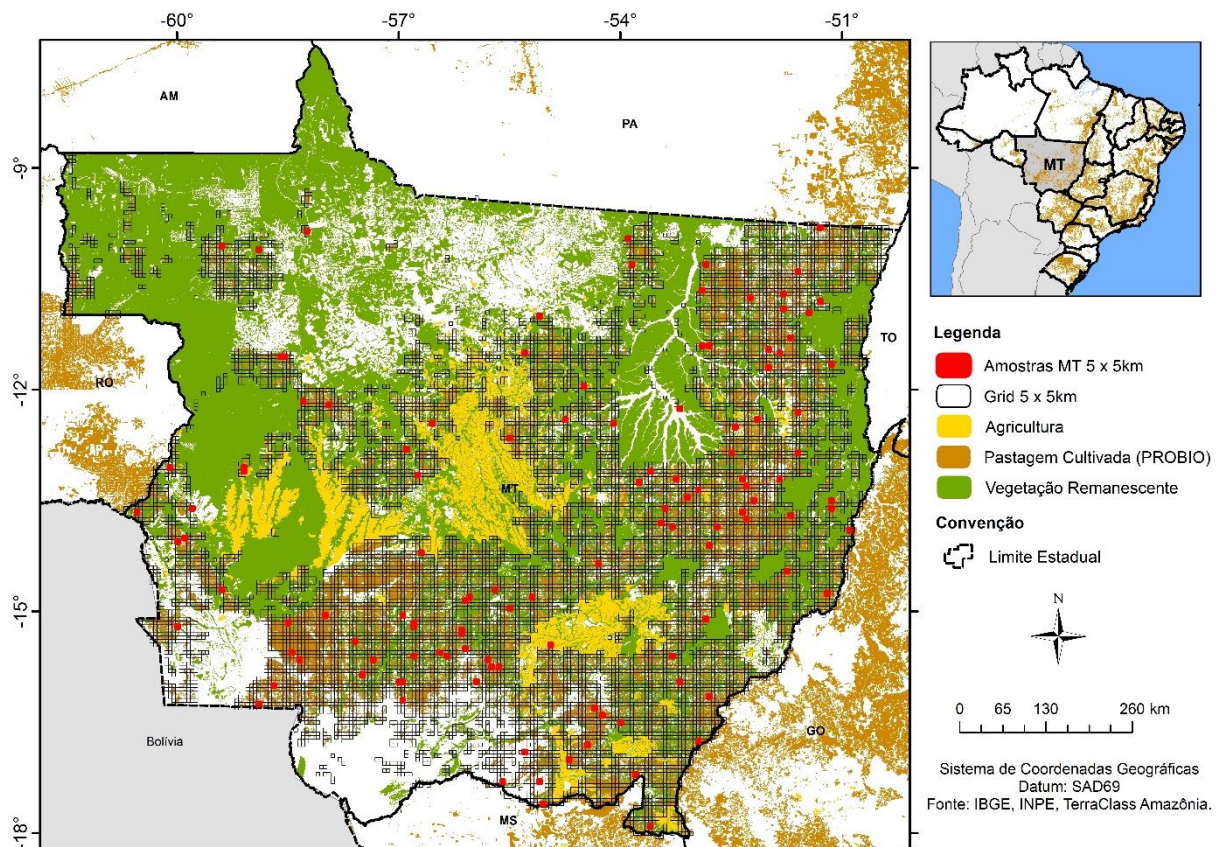 -60°
-57°
-54°
-51°
-9°
-12°
-15°
-18°
AM
PA
RO
TO
MT
Bolívia
GO
MS
MT
Legenda
Amostras MT 5 x 5km
Grid 5 x 5km
Agricultura
Pastagem Cultivada (PROBIO)
Vegetação Remanescente
Convenção
Limite Estadual
N
0 65 130 260 km
Sistema de Coordenadas Geográficas
Datum: SAD69
Fonte: IBGE, INPE, TerraClass Amazônia.